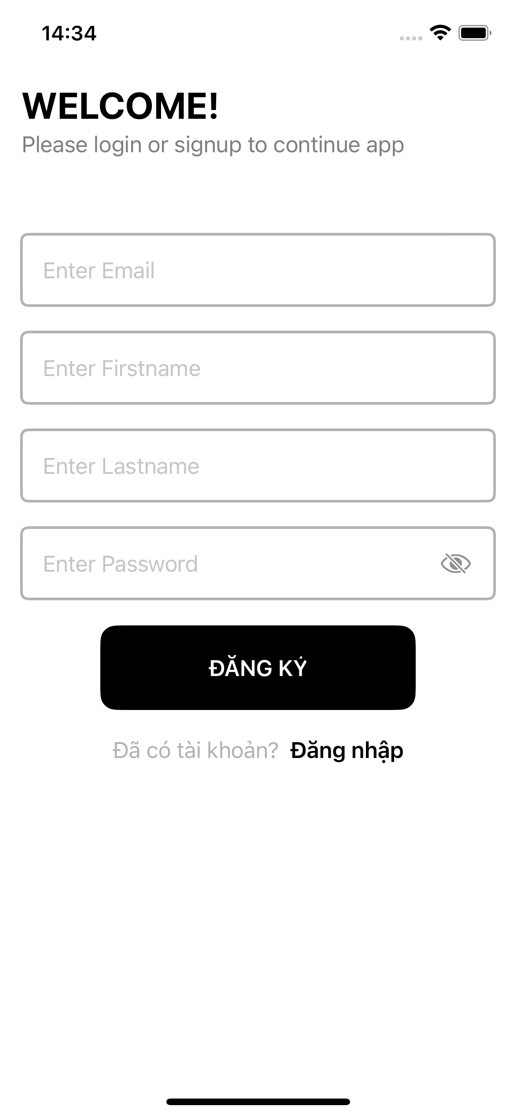 14:34
WELCOME!
Please login or signup to continue app
Enter Email
Enter Firstname
Enter Lastname
Enter Password
ĐĂNG KÝ
Đã có tài khoản? Đăng nhập